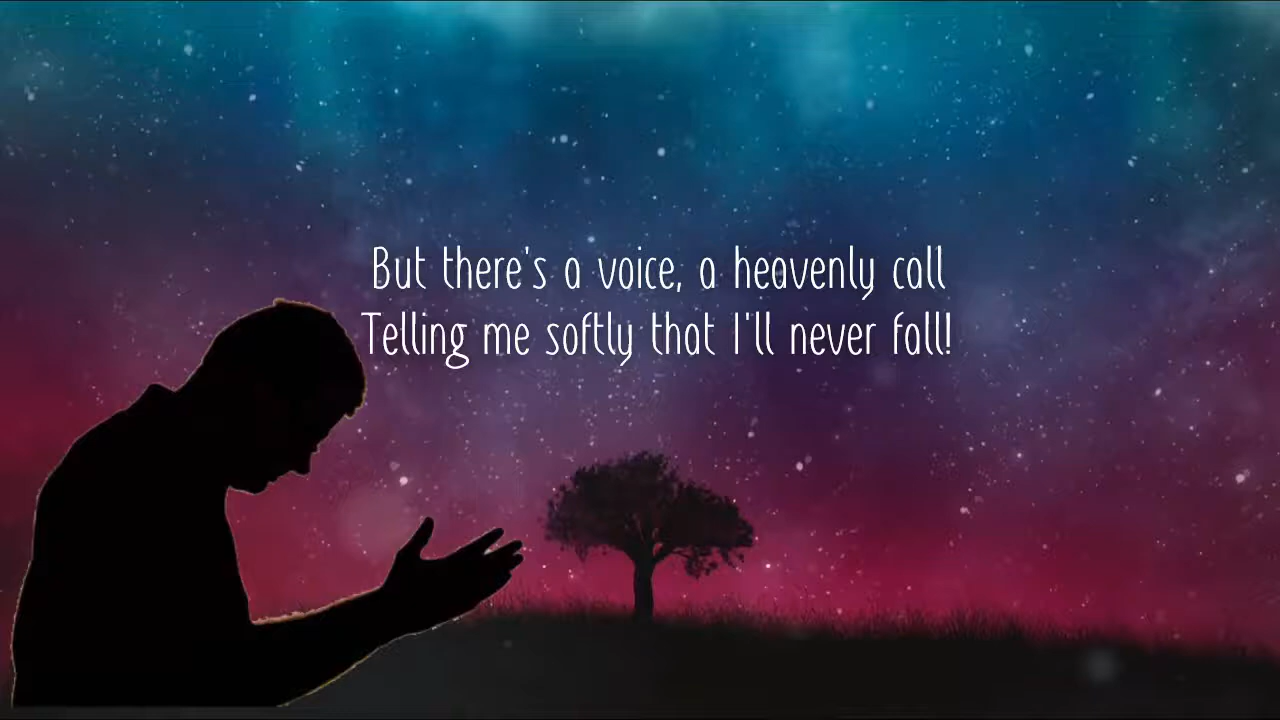 But there's a voice, a heavenly call
Telling me softly that I'll never fall!